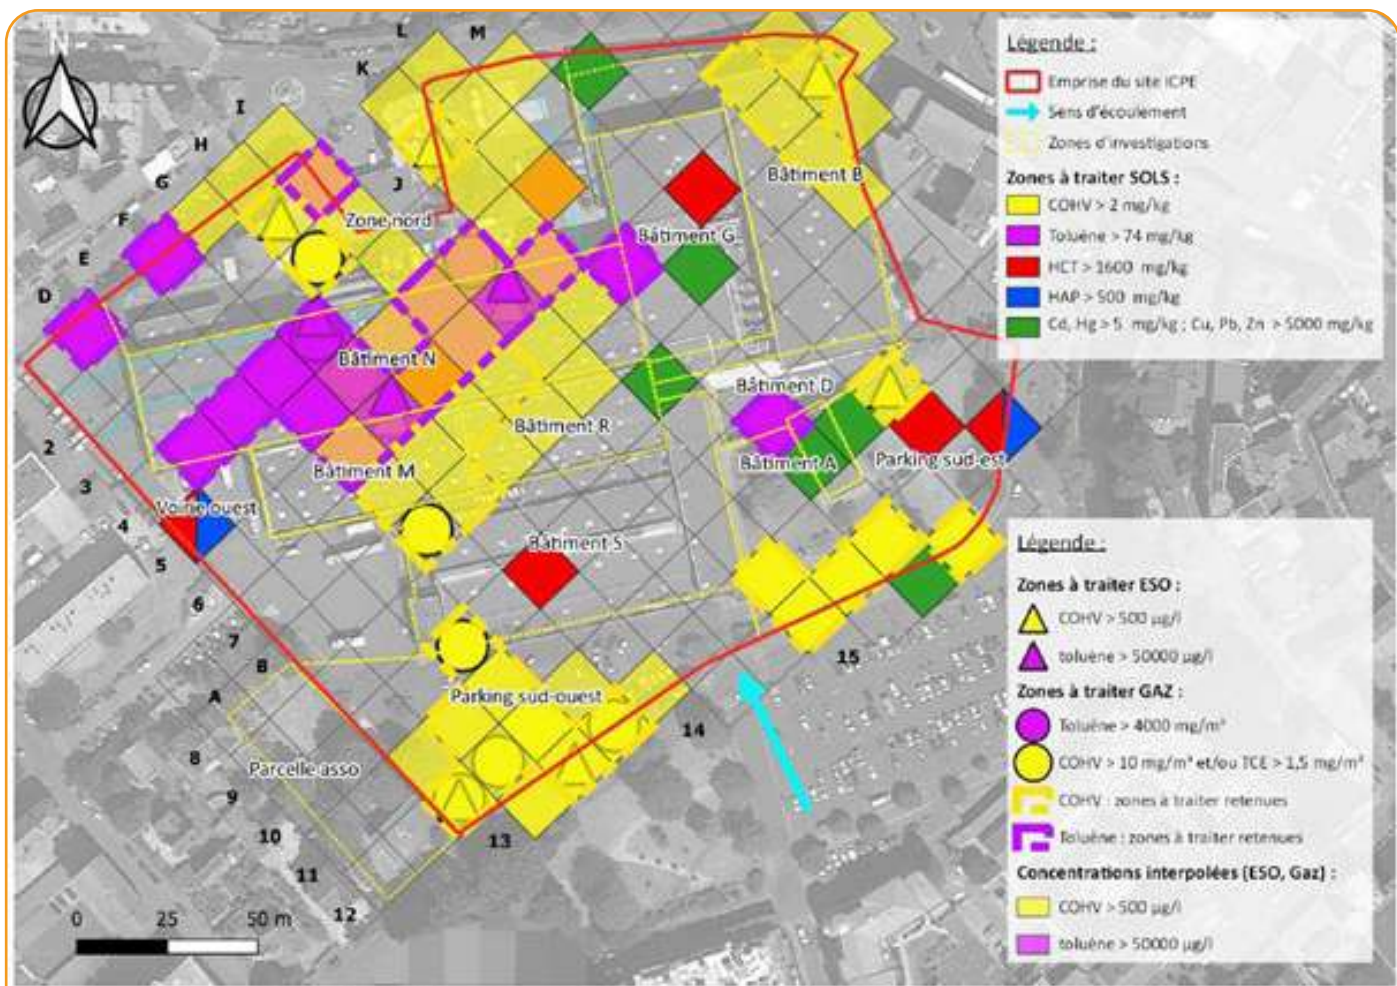 N
L
M
K
I
H
J
G
F
E
D
Zone nord
Bâtiment B
Bâtiment G
Bâtiment N
Bâtiment D
Bâtiment R
Bâtiment M
Bâtiment A
Parking sud-est
Voirie ouest
Bâtiment S
2
3
4
5
6
7
B
A
8
9
10
11
12
13
14
15
Parking sud-ouest
Parcelle asso
0 25 50 m
Légende :
Emprise du site ICPE
Sens d'écoulement
Zones d'investigations
Zones à traiter SOLS :
COHV > 2 mg/kg
Toluène > 74 mg/kg
HCT > 1600 mg/kg
HAP > 500 mg/kg
Cd, Hg > 5 mg/kg ; Cu, Pb, Zn > 5000 mg/kg
Légende :
Zones à traiter ESO :
COHV > 500 µg/l
toluène > 50000 µg/l
Zones à traiter GAZ :
Toluène > 4000 mg/m³
COHV > 10 mg/m³ et/ou TCE > 1,5 mg/m³
COHV : zones à traiter retenues
Toluène : zones à traiter retenues
Concentrations interpolées (ESO, Gaz) :
COHV > 500 µg/l
toluène > 50000 µg/l